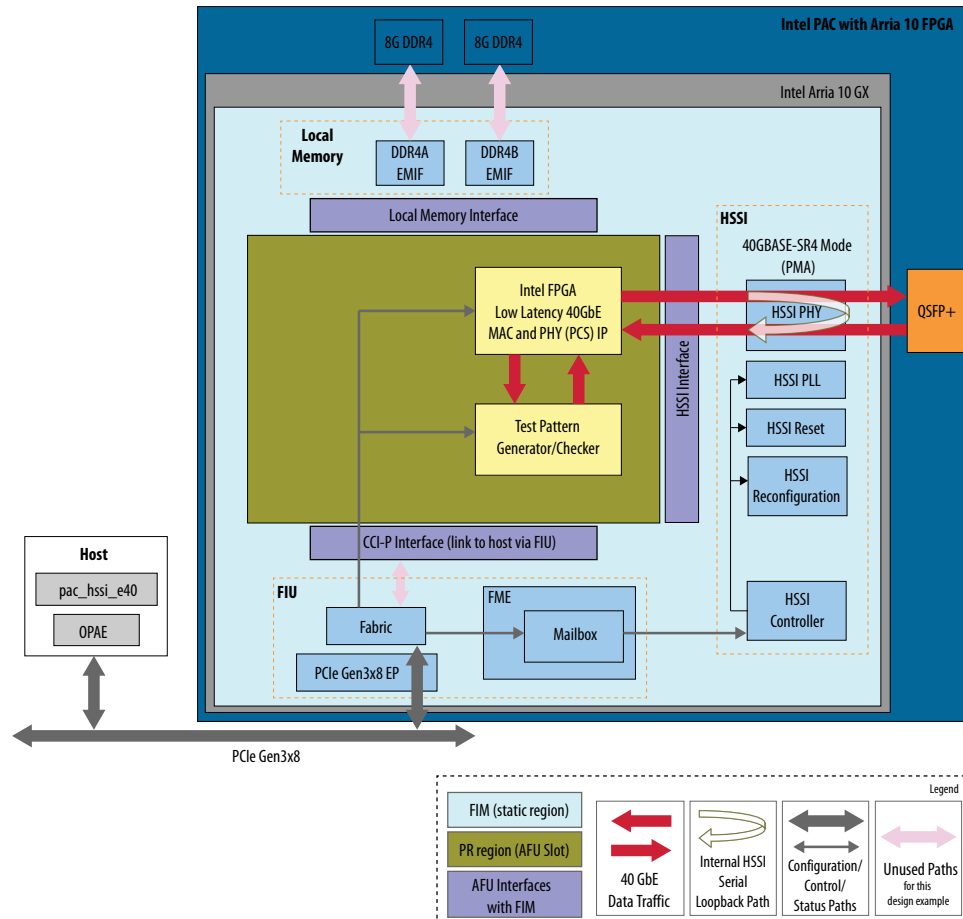 Intel PAC with Arria 10 FPGA
8G DDR4
8G DDR4
Intel Arria 10 GX
Local
Memory
DDR4A
EMIF
DDR4B
EMIF
Local Memory Interface
HSSI
40GBASE-SR4 Mode
(PMA)
Intel FPGA
Low Latency 40GbE
MAC and PHY (PCS) IP
HSSI PHY
QSFP+
HSSI Interface
HSSI PLL
Test Pattern
Generator/Checker
HSSI Reset
HSSI
Reconfiguration
CCI-P Interface (link to host via FIU)
Host
pac_hssi_e40
OPAE
FIU
Fabric
FME
Mailbox
HSSI
Controller
PCIe Gen3x8 EP
PCIe Gen3x8
Legend
FIM (static region)
PR region (AFU Slot)
AFU Interfaces
with FIM
40 GbE
Data Traffic
Internal HSSI
Serial
Loopback Path
Configuration/
Control/
Status Paths
Unused Paths
for this
design example